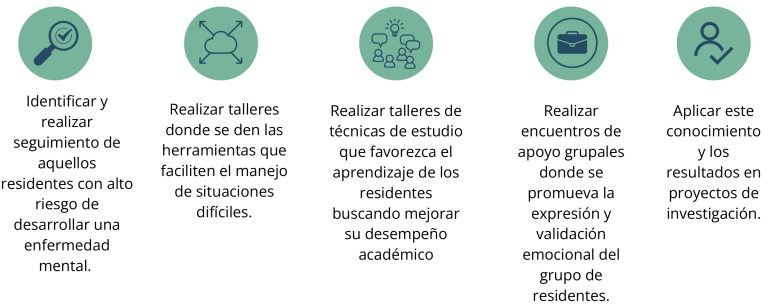 Identificar y
realizar
seguimiento de
aquellos
residentes con alto
riesgo de
desarrollar una
enfermedad
mental.
Realizar talleres
donde se den las
herramientas que
faciliten el manejo
de situaciones
difíciles.
Realizar talleres de
técnicas de estudio
que favorezca el
aprendizaje de los
residentes
buscando mejorar
su desempeño
académico
Realizar
encuentros de
apoyo grupales
donde se
promueva la
expresión y
validación
emocional del
grupo de
residentes.
Aplicar este
conocimiento
y los
resultados en
proyectos de
investigación.